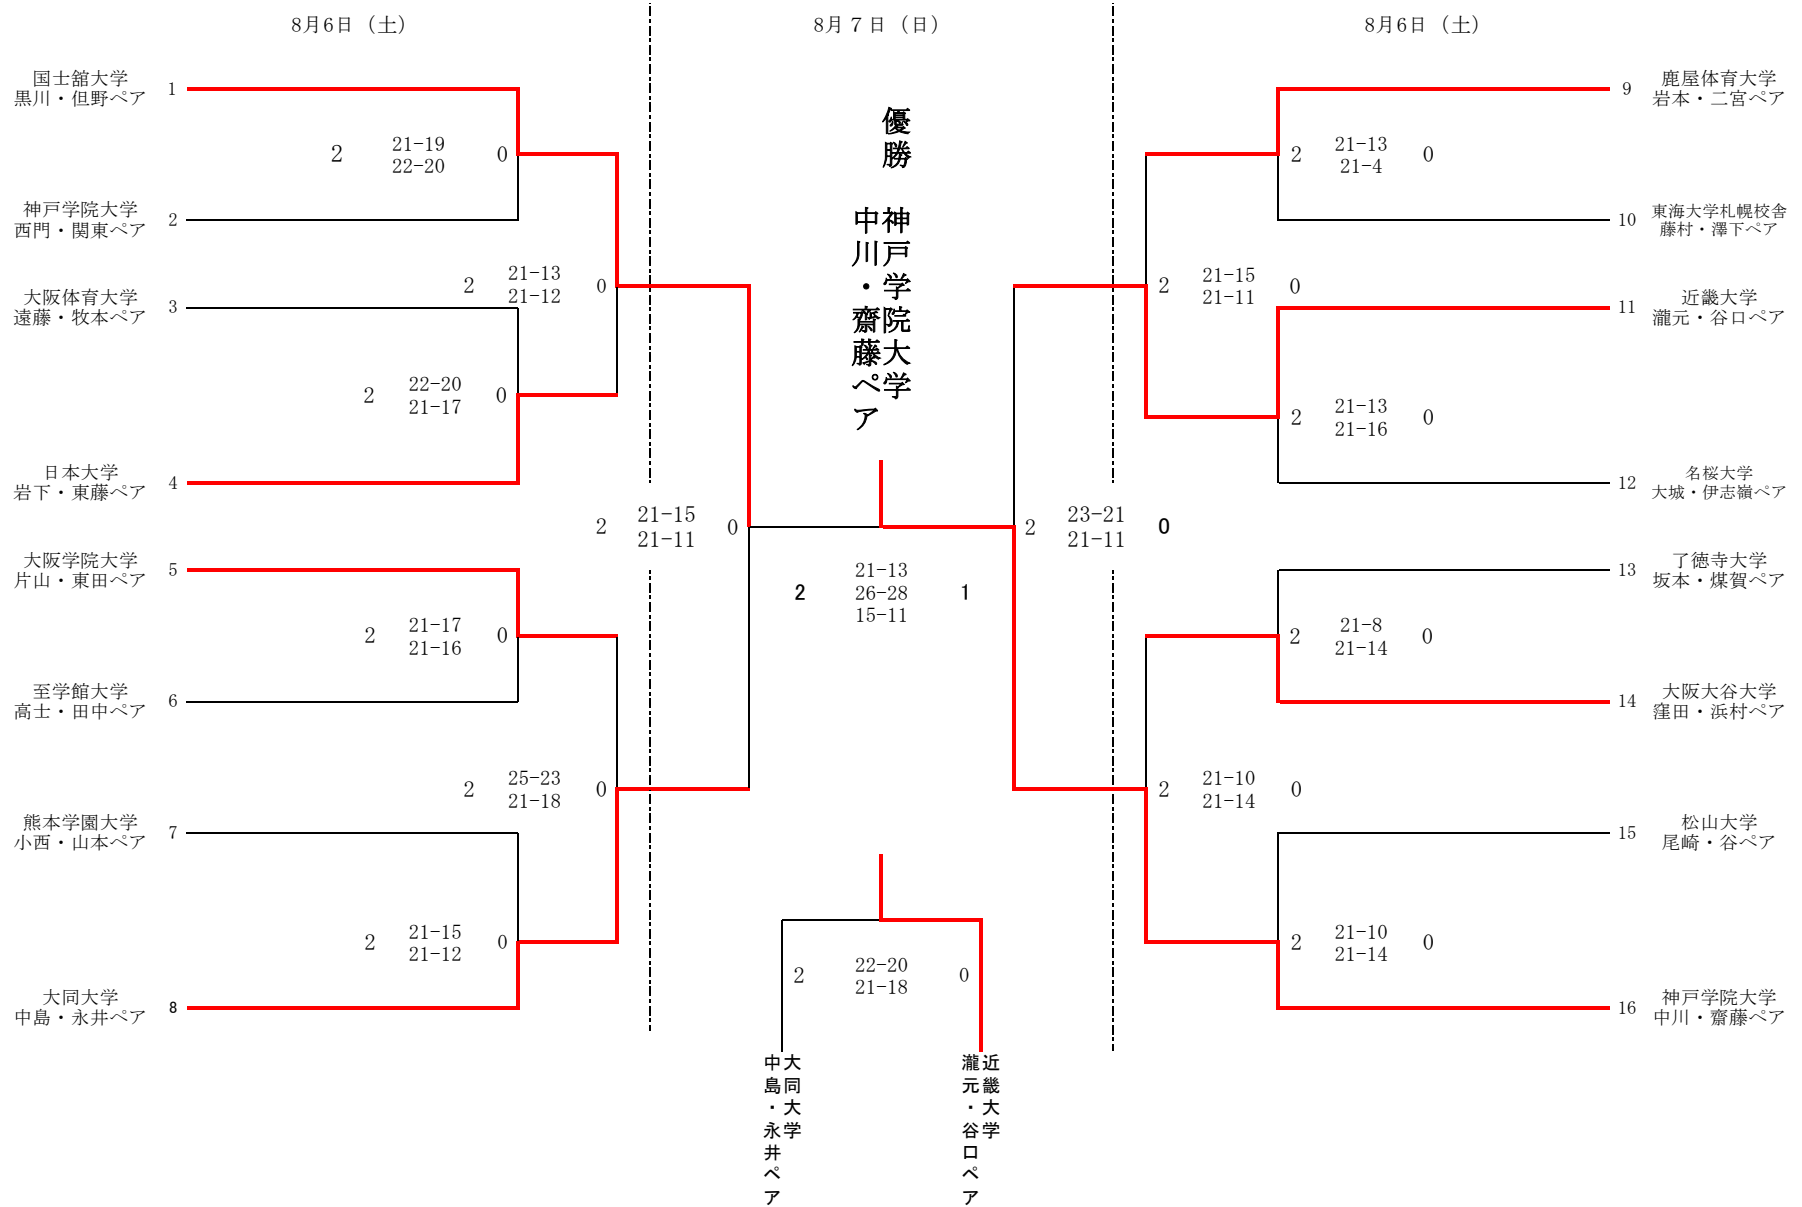 8月6日（土）
8月７日（日）
8月6日（土）
国士舘大学
黒川・但野ペア
1
神戸学院大学
西門・関東ペア
2
大阪体育大学
遠藤・牧本ペア
3
日本大学
岩下・東藤ペア
4
大阪学院大学
片山・東田ペア
5
至学館大学
高士・田中ペア
6
熊本学園大学
小西・山本ペア
7
大同大学
中島・永井ペア
8
2
21-19
22-20
0
2
21-13
21-12
0
2
22-20
21-17
0
2
21-15
21-11
0
2
21-17
21-16
0
2
25-23
21-18
0
2
21-15
21-12
0
優勝　神戸学院大学
中川・齋藤ペア
2
21-13
26-28
15-11
1
2
22-20
21-18
0
大同大学
中島・永井ペア
近畿大学
瀧元・谷口ペア
2
21-13
21-4
0
2
21-15
21-11
0
2
21-13
21-16
0
2
23-21
21-11
0
2
21-8
21-14
0
2
21-10
21-14
0
2
21-10
21-14
0
9
鹿屋体育大学
岩本・二宮ペア
10
東海大学札幌校舎
藤村・澤下ペア
11
近畿大学
瀧元・谷口ペア
12
名桜大学
大城・伊志嶺ペア
13
了徳寺大学
坂本・煤賀ペア
14
大阪大谷大学
窪田・浜村ペア
15
松山大学
尾崎・谷ペア
16
神戸学院大学
中川・齋藤ペア